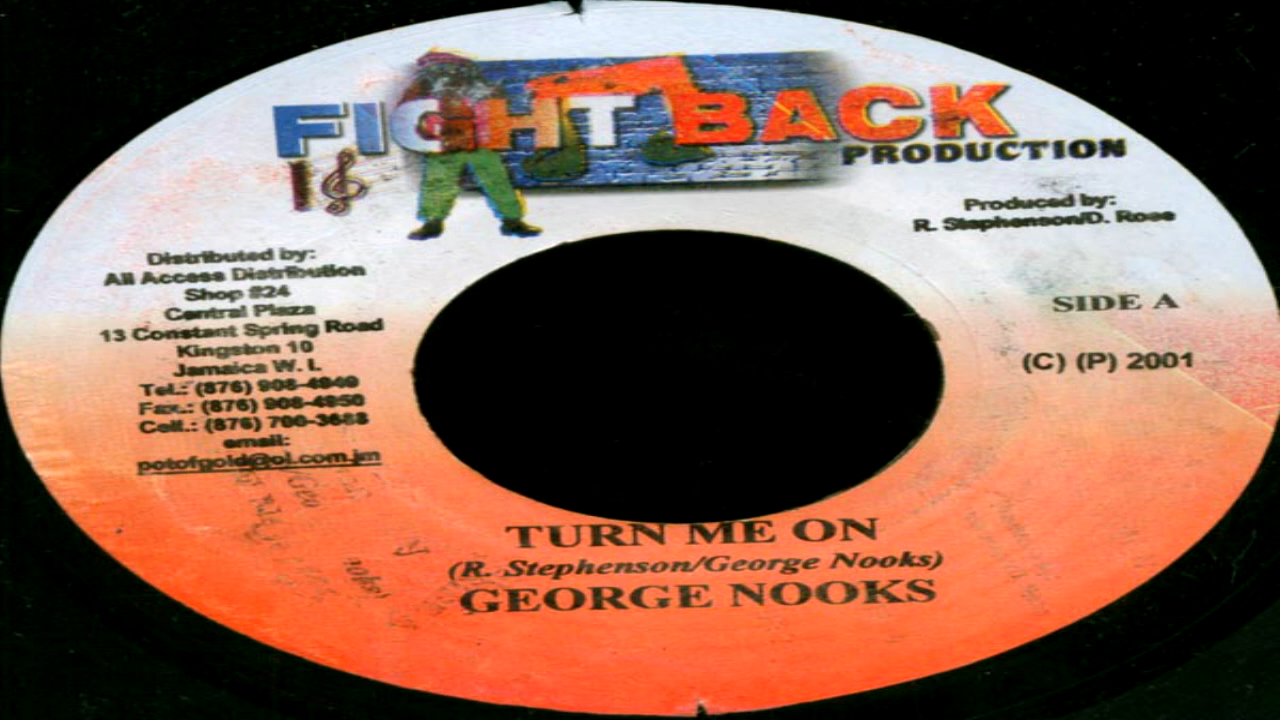 FIGHT BACK
PRODUCTION
Produced by:
R. Stephenson/D. Rose
Distributed by:
All Access Distribution
Shop #24
Central Plaza
13 Constant Spring Road
Kingston 10
Jamaica W. I.
Tel.: (876) 908-4949
Fax.: (876) 908-4950
Cell.: (876) 700-3688
email:
potofgold@ol.com.jm
SIDE A
(C) (P) 2001
TURN ME ON
(R. Stephenson/George Nooks)
GEORGE NOOKS